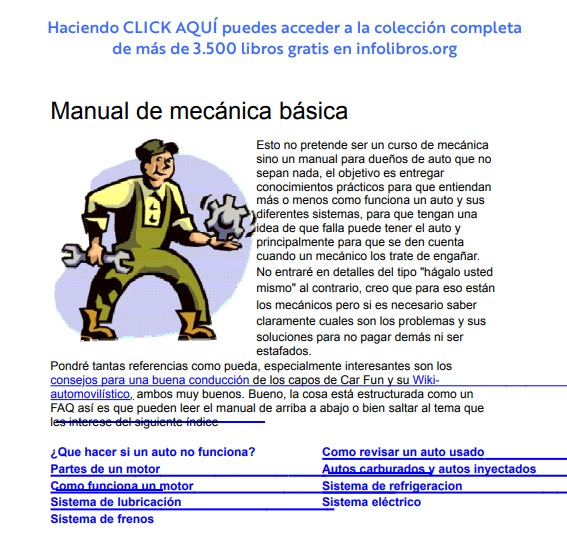 Haciendo CLICK AQUÍ puedes acceder a la colección completa
de más de 3.500 libros gratis en infolibros.org
Manual de mecánica básica
Esto no pretende ser un curso de mecánica
sino un manual para dueños de auto que no
sepan nada, el objetivo es entregar
conocimientos prácticos para que entiendan
más o menos como funciona un auto y sus
diferentes sistemas, para que tengan una
idea de que falla puede tener el auto y
principalmente para que se den cuenta
cuando un mecánico los trate de engañar.
No entraré en detalles del tipo "hágalo usted
mismo" al contrario, creo que para eso están
los mecánicos pero si es necesario saber
claramente cuales son los problemas y sus
soluciones para no pagar demás ni ser
estafados.
Pondré tantas referencias como pueda, especialmente interesantes son los
consejos para una buena conducción de los capos de Car Fun y su Wiki-
automovilístico, ambos muy buenos. Bueno, la cosa está estructurada como un
FAQ así es que pueden leer el manual de arriba a abajo o bien saltar al tema que
les interese del siguiente índice
¿Que hacer si un auto no funciona?
Partes de un motor
Como funciona un motor
Sistema de lubricación
Sistema de frenos
Como revisar un auto usado
Autos carburados y autos inyectados
Sistema de refrigeracion
Sistema eléctrico